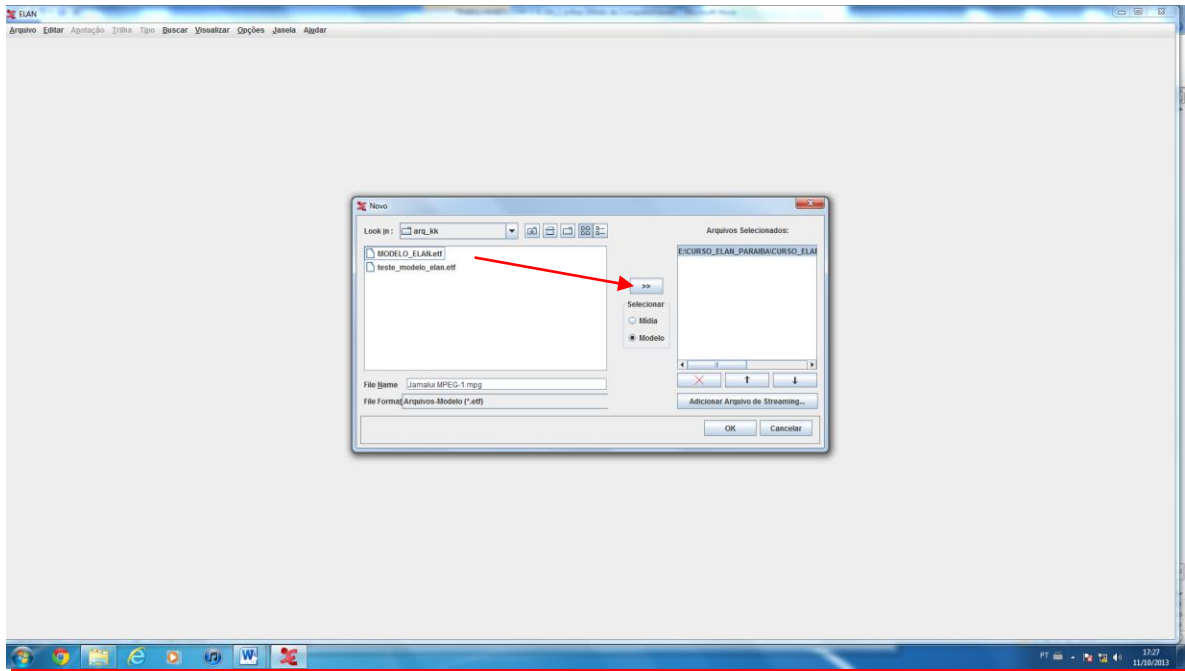 ELAN
Arquivo Editar Anotação Trilha Tipo Buscar Visualizar Opções Janela Ajudar
Novo
Look in: arq_kk
Arquivos Selecionados:
MODELO_ELAN.etf
teste_modelo_elan.etf
E:\CURSO_ELAN_PARAIBA\CURSO_ELA
>>
Selecionar
Mídia
Modelo
File Name Jamalui MPEG-1.mpg
File Format Arquivos-Modelo (*.etf)
Adicionar Arquivo de Streaming...
OK Cancelar
PT 17:27
11/10/2013